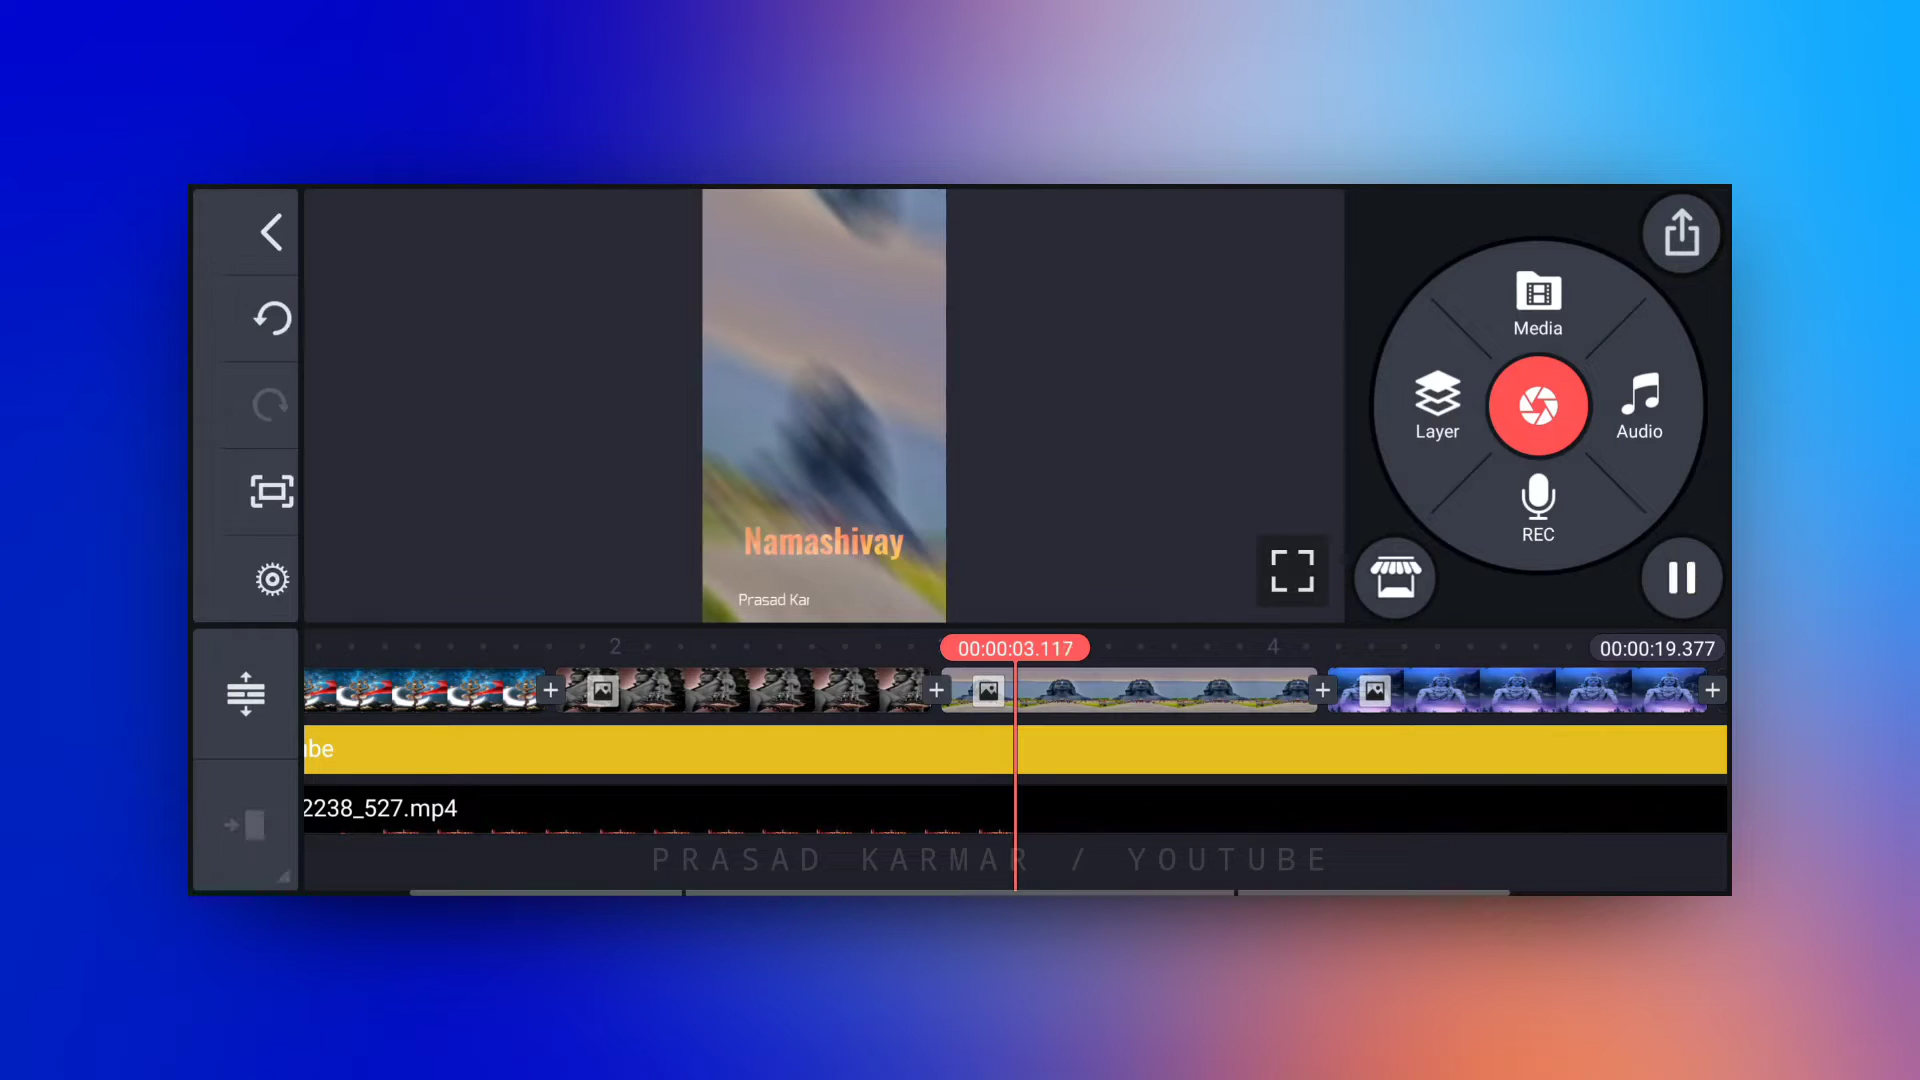 Media
Layer
Audio
REC
Namashivay
Prasad Kar
2
00:00:03.117
4
00:00:19.377
be
2238_527.mp4
PRASAD KARMAR / YOUTUBE